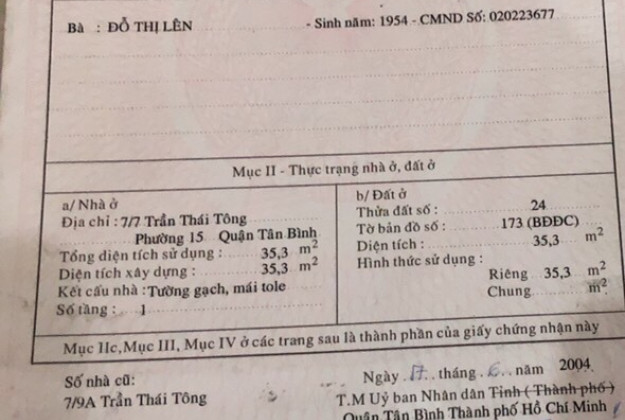 Bà : ĐỖ THỊ LÊN - Sinh năm: 1954 - CMND Số: 020223677
Mục II - Thực trạng nhà ở, đất ở
a/ Nhà ở
Địa chỉ : 7/7 Trần Thái Tông
Phường 15 Quận Tân Bình
Tổng diện tích sử dụng : 35,3 m²
Diện tích xây dựng : 35,3 m²
Kết cấu nhà : Tường gạch, mái tole
Số tầng : 1
b/ Đất ở
Thửa đất số : 24
Tờ bản đồ số : 173 (BĐĐC)
Diện tích : 35,3 m²
Hình thức sử dụng :
Riêng 35,3 m²
Chung m²
Mục IIc, Mục III, Mục IV ở các trang sau là thành phần của giấy chứng nhận này
Số nhà cũ:
7/9A Trần Thái Tông
Ngày 17 tháng 6 năm 2004
T.M Uỷ ban Nhân dân Tỉnh ( Thành phố )
Quận Tân Bình Thành phố Hồ Chí Minh